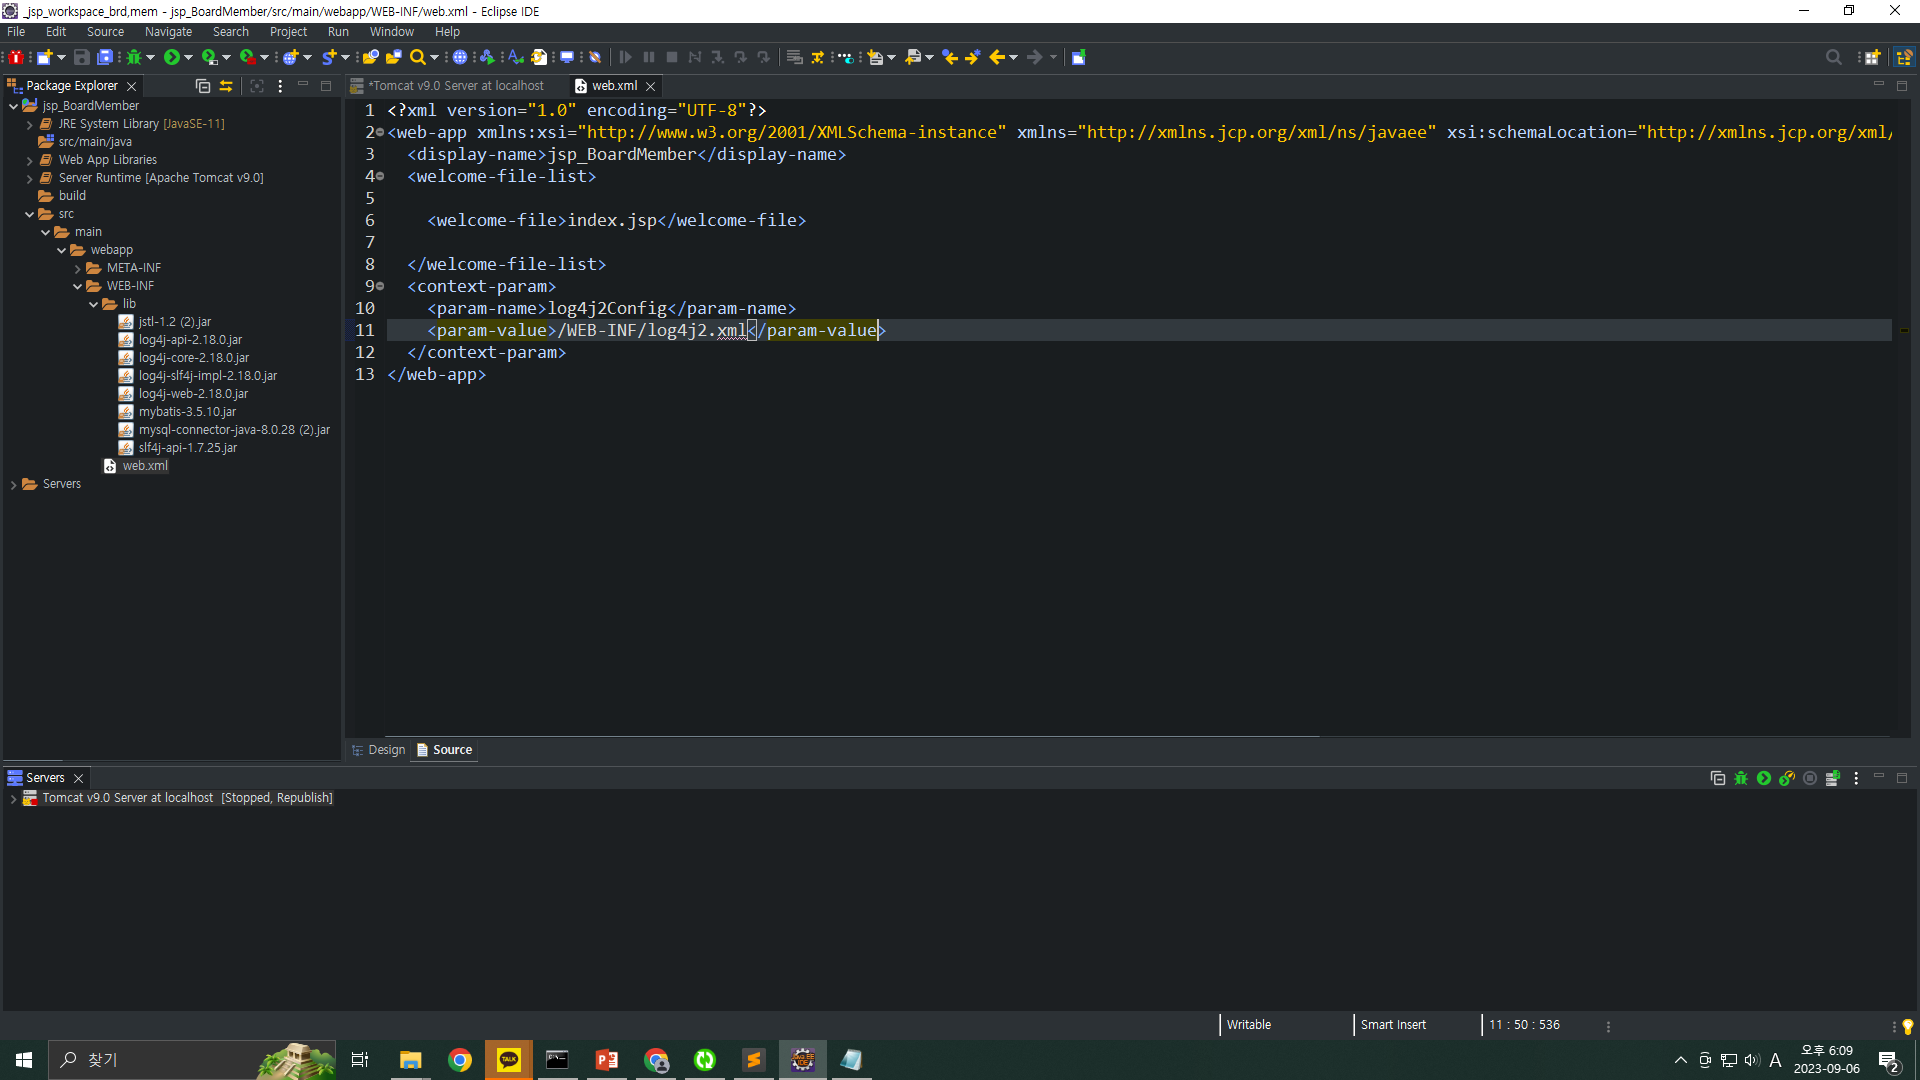 _jsp_workspace_brd,mem - jsp_BoardMember/src/main/webapp/WEB-INF/web.xml - Eclipse IDE
File Edit Source Navigate Search Project Run Window Help
Package Explorer
*Tomcat v9.0 Server at localhost
web.xml
jsp_BoardMember
JRE System Library [JavaSE-11]
src/main/java
Web App Libraries
Server Runtime [Apache Tomcat v9.0]
build
src
main
webapp
META-INF
WEB-INF
lib
jstl-1.2 (2).jar
log4j-api-2.18.0.jar
log4j-core-2.18.0.jar
log4j-slf4j-impl-2.18.0.jar
log4j-web-2.18.0.jar
mybatis-3.5.10.jar
mysql-connector-java-8.0.28 (2).jar
slf4j-api-1.7.25.jar
web.xml
Servers
1 <?xml version="1.0" encoding="UTF-8"?>
2 <web-app xmlns:xsi="http://www.w3.org/2001/XMLSchema-instance" xmlns="http://xmlns.jcp.org/xml/ns/javaee" xsi:schemaLocation="http://xmlns.jcp.org/xml/
3 <display-name>jsp_BoardMember</display-name>
4 <welcome-file-list>
5
6 <welcome-file>index.jsp</welcome-file>
7
8 </welcome-file-list>
9 <context-param>
10 <param-name>log4j2Config</param-name>
11 <param-value>/WEB-INF/log4j2.xml</param-value>
12 </context-param>
13 </web-app>
Design Source
Servers
Tomcat v9.0 Server at localhost [Stopped, Republish]
Writable Smart Insert 11 : 50 : 536
찾기
TALK
A
오후 6:09
2023-09-06
2